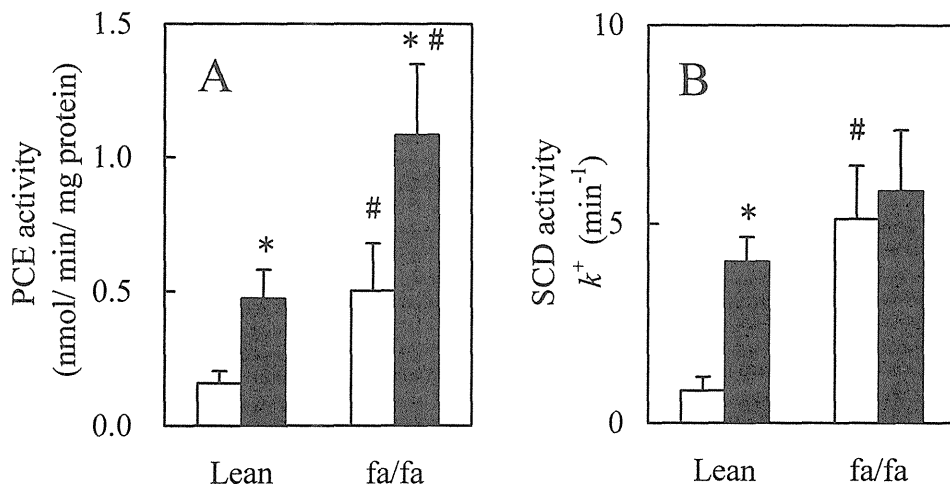 A
PCE activity
(nmol/ min/ mg protein)
1.5
1.0
0.5
0.0
*
#
* #
Lean fa/fa
B
SCD activity
k⁺ (min⁻¹)
10
5
0
*
#
Lean fa/fa